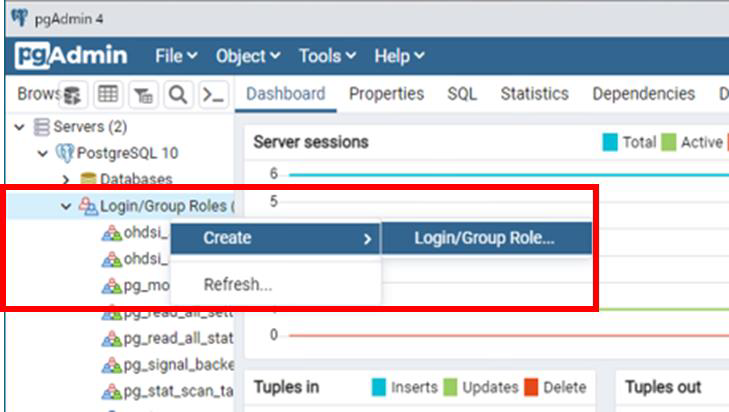 pgAdmin 4
pgAdmin File Object Tools Help
Brows Dashboard Properties SQL Statistics Dependencies D
Servers (2)
PostgreSQL 10
Databases
Login/Group Roles (
ohdsi_
ohdsi_
pg_mo
pg_read_all_sett
pg_read_all_stat
pg_signal_backe
pg_stat_scan_ta
Create
Refresh...
Login/Group Role...
Server sessions
Total Active
6
5
0
Tuples in
Inserts Updates Delete
Tuples out